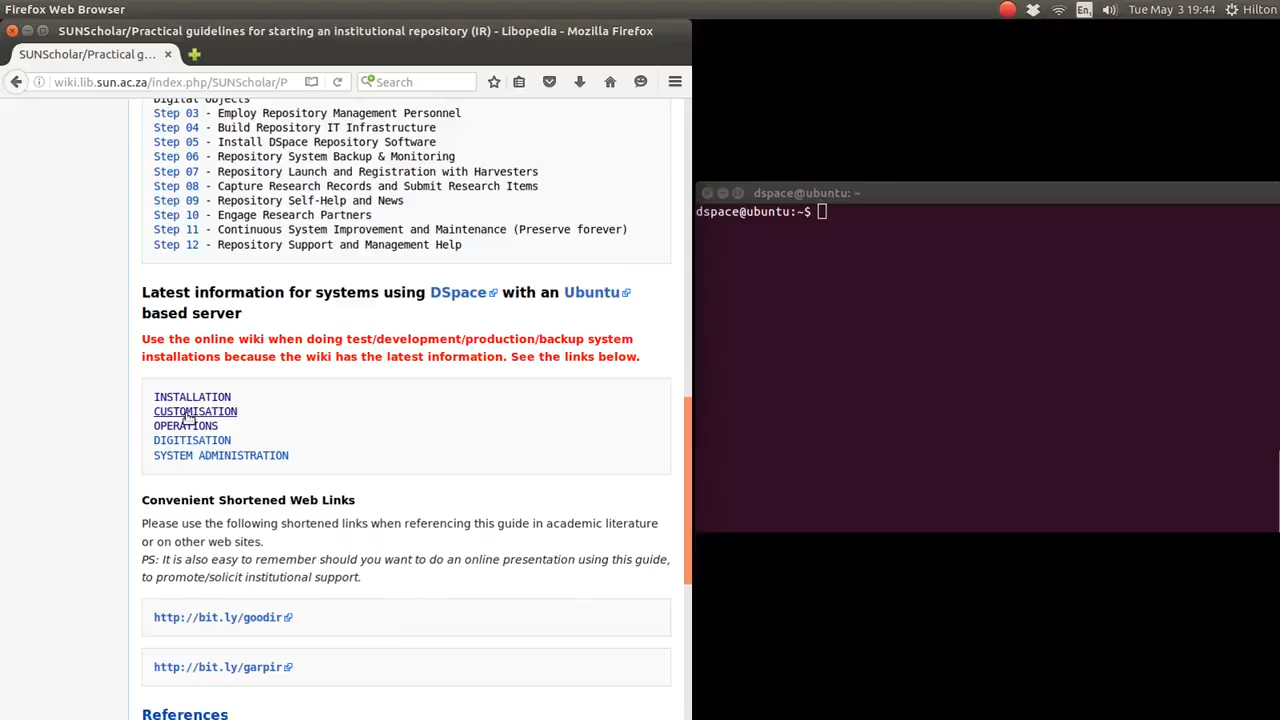 Firefox Web Browser
En
Tue May 3 19:44
Hilton
SUNScholar/Practical guidelines for starting an institutional repository (IR) - Libopedia - Mozilla Firefox
SUNScholar/Practical g...
wiki.lib.sun.ac.za/index.php/SUNScholar/P
Search
Digital Objects
Step 03 - Employ Repository Management Personnel
Step 04 - Build Repository IT Infrastructure
Step 05 - Install DSpace Repository Software
Step 06 - Repository System Backup & Monitoring
Step 07 - Repository Launch and Registration with Harvesters
Step 08 - Capture Research Records and Submit Research Items
Step 09 - Repository Self-Help and News
Step 10 - Engage Research Partners
Step 11 - Continuous System Improvement and Maintenance (Preserve forever)
Step 12 - Repository Support and Management Help
Latest information for systems using DSpace with an Ubuntu
based server
Use the online wiki when doing test/development/production/backup system
installations because the wiki has the latest information. See the links below.
INSTALLATION
CUSTOMISATION
OPERATIONS
DIGITISATION
SYSTEM ADMINISTRATION
Convenient Shortened Web Links
Please use the following shortened links when referencing this guide in academic literature
or on other web sites.
PS: It is also easy to remember should you want to do an online presentation using this guide,
to promote/solicit institutional support.
http://bit.ly/goodir
http://bit.ly/garpir
References
dspace@ubuntu: ~
dspace@ubuntu:~$